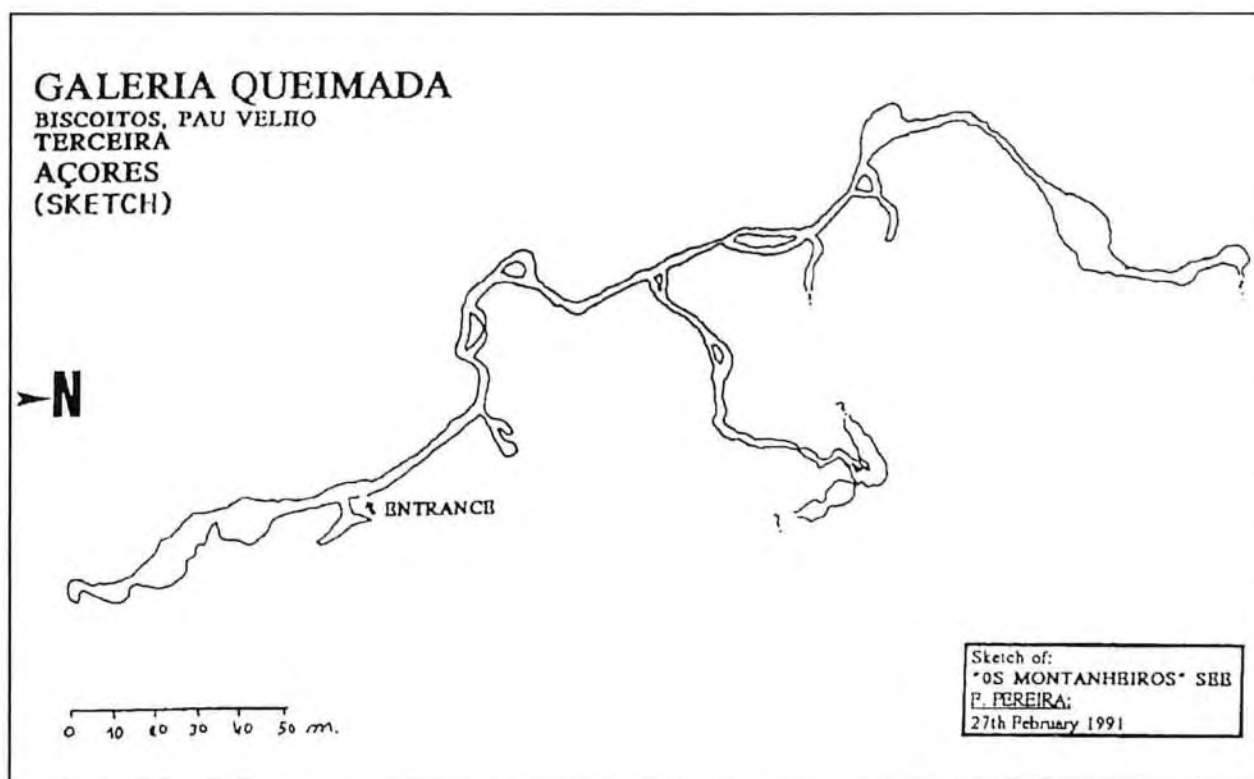 GALERIA QUEIMADA
BISCOITOS, PAU VELHO
TERCEIRA
AÇORES
(SKETCH)
?
?
?
N
ENTRANCE
?
Sketch of:
"OS MONTANHEIROS" SEE
P. PEREIRA;
27th February 1991
0 10 20 30 40 50 m.